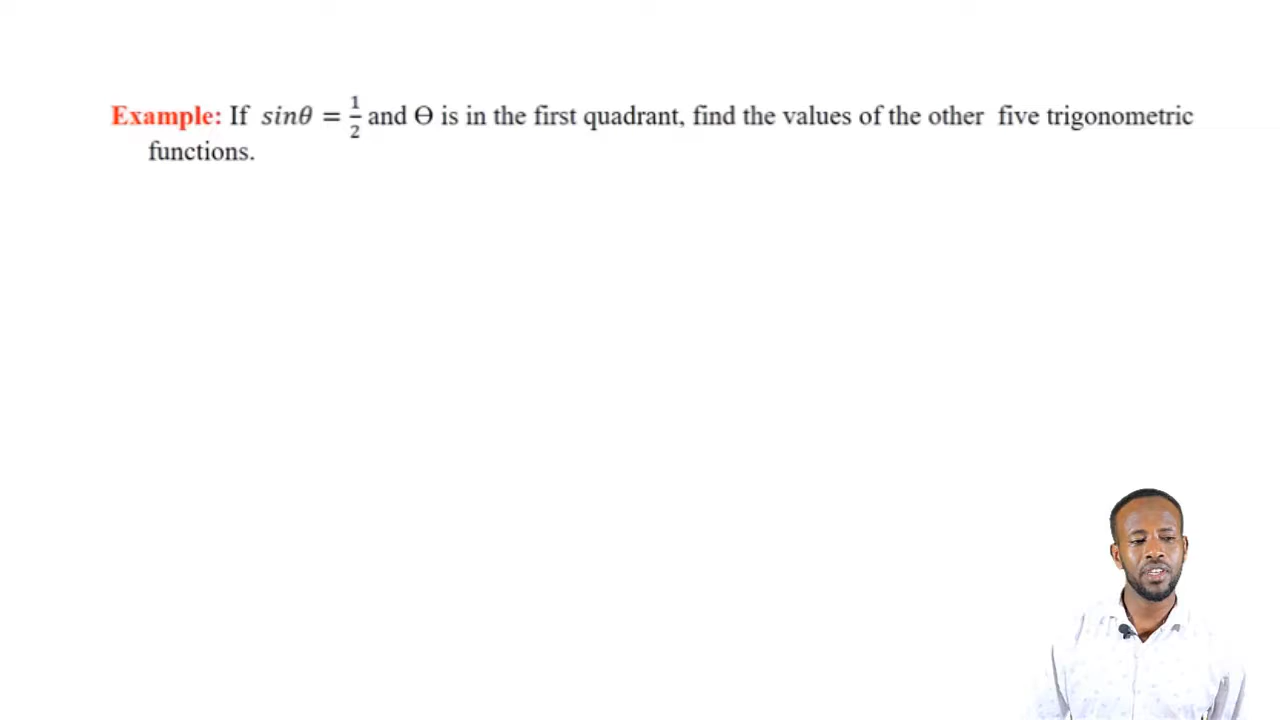 Example: If sinθ = 1/2 and Ө is in the first quadrant, find the values of the other five trigonometric
functions.